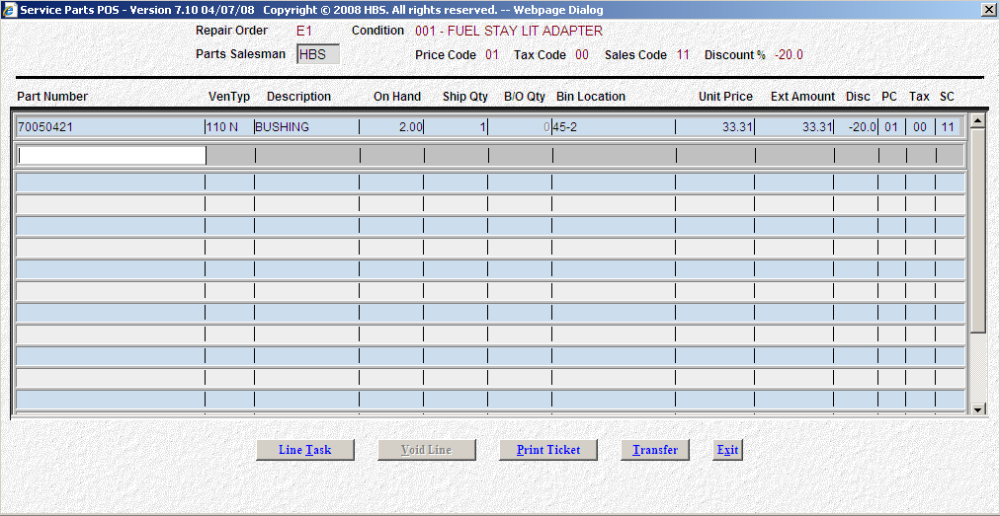 Service Parts POS - Version 7.10 04/07/08   Copyright © 2008 HBS. All rights reserved. -- Webpage Dialog
Repair Order E1 Condition 001 - FUEL STAY LIT ADAPTER
Parts Salesman HBS Price Code 01 Tax Code 00 Sales Code 11 Discount % -20.0
Part Number VenTyp Description On Hand Ship Qty B/O Qty Bin Location Unit Price Ext Amount Disc PC Tax SC
70050421 110 N BUSHING 2.00 1 0 45-2 33.31 33.31 -20.0 01 00 11
Line Task Void Line Print Ticket Transfer Exit